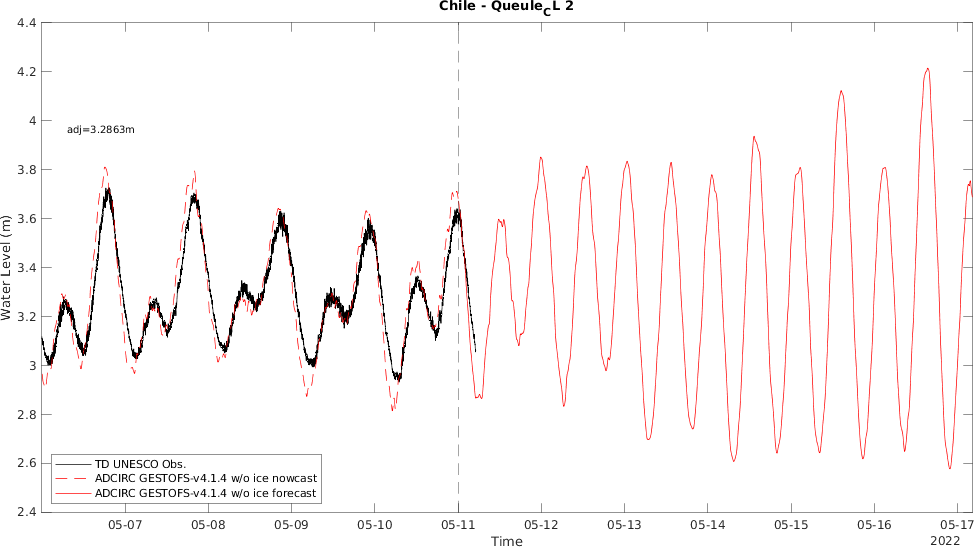 Chile - Queule_CL 2
4.4
4.2
4
3.8
3.6
3.4
3.2
3
2.8
2.6
2.4
Water Level (m)
adj=3.2863m
TD UNESCO Obs.
ADCIRC GESTOFS-v4.1.4 w/o ice nowcast
ADCIRC GESTOFS-v4.1.4 w/o ice forecast
05-07 05-08 05-09 05-10 05-11 05-12 05-13 05-14 05-15 05-16 05-17
Time
2022